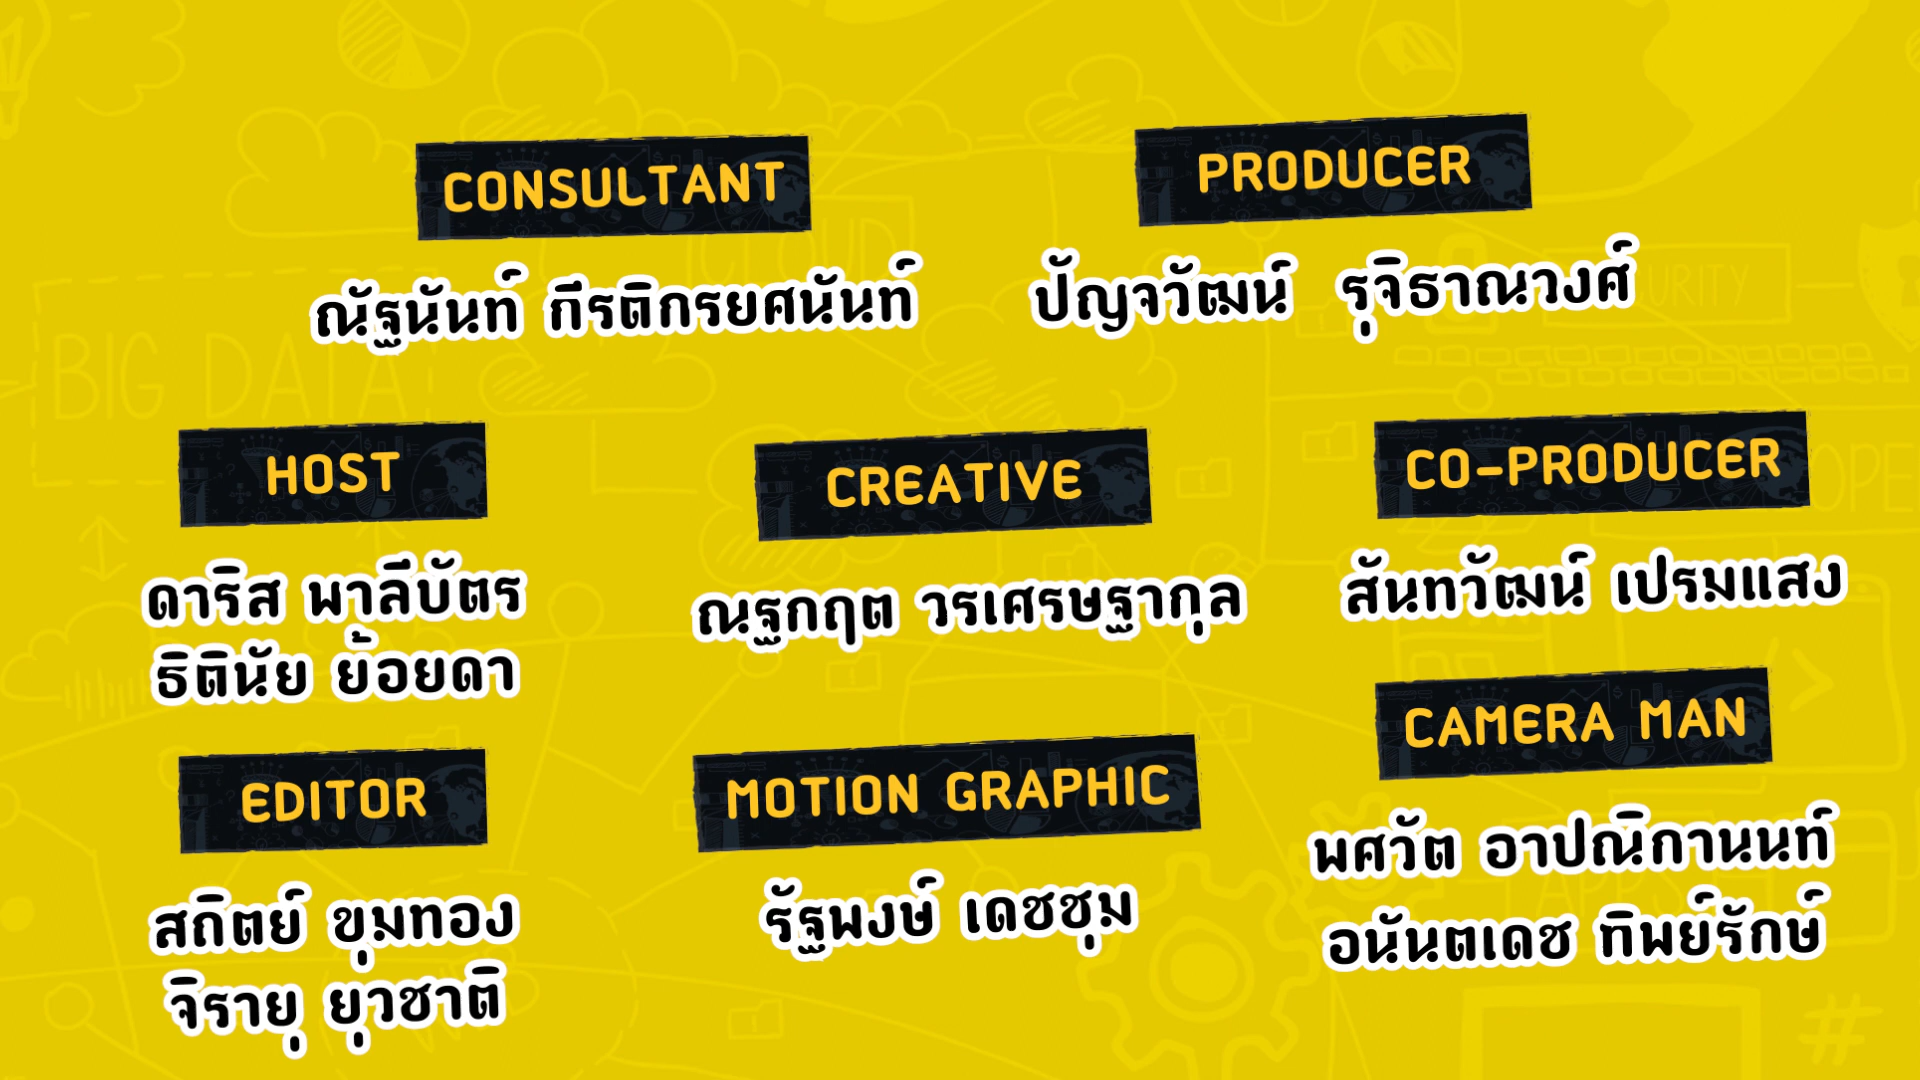 CONSULTANT
ณัฐนันท์ กีรติกรยศนันท์
PRODUCER
ปัญจวัฒน์ รุจิธาณวงศ์
HOST
ดาริส พาลีบัตร
ธิตินัย ย้อยดา
CREATIVE
ณฐกฤต วรเศรษฐากุล
CO-PRODUCER
สันทวัฒน์ เปรมแสง
EDITOR
สถิตย์ ขุมทอง
จิรายุ ยุวชาติ
MOTION GRAPHIC
รัฐพงษ์ เดชชุม
CAMERA MAN
พศวัต อาปณิกานนท์
อนันตเดช ทิพย์รักษ์
BIG DATA
CLOUD
APPS
#